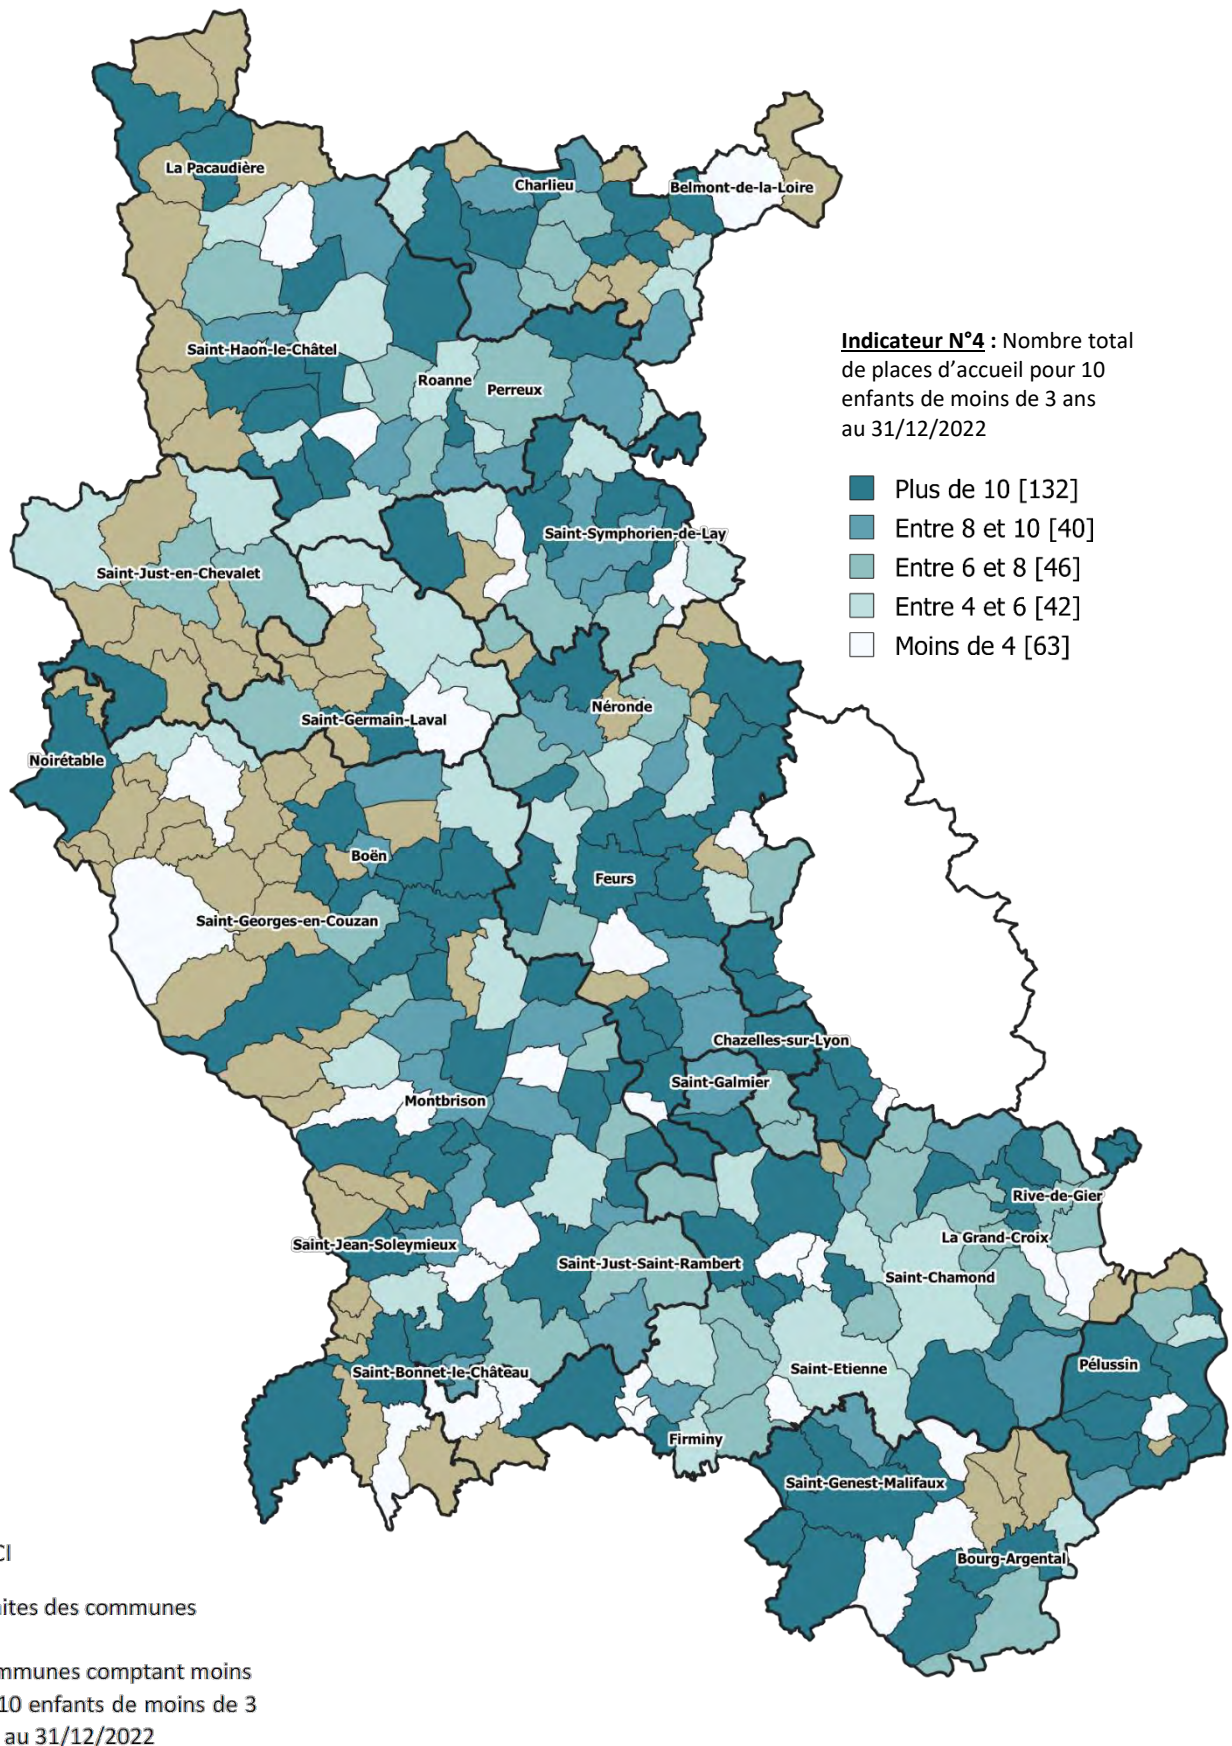 La Pacaudière
Charlieu
Belmont-de-la-Loire
Saint-Haon-le-Châtel
Roanne
Perreux
Indicateur N°4 : Nombre total
de places d’accueil pour 10
enfants de moins de 3 ans
au 31/12/2022
Plus de 10 [132]
Entre 8 et 10 [40]
Entre 6 et 8 [46]
Entre 4 et 6 [42]
Moins de 4 [63]
Saint-Symphorien-de-Lay
Saint-Just-en-Chevalet
Néronde
Saint-Germain-Laval
Noirétable
Boën
Feurs
Saint-Georges-en-Couzan
Chazelles-sur-Lyon
Saint-Galmier
Montbrison
Rive-de-Gier
La Grand-Croix
Saint-Jean-Soleymieux
Saint-Just-Saint-Rambert
Saint-Chamond
Saint-Bonnet-le-Château
Saint-Etienne
Pélussin
Firminy
Saint-Genest-Malifaux
Bourg-Argental
CI
ites des communes
mmunes comptant moins
10 enfants de moins de 3
au 31/12/2022